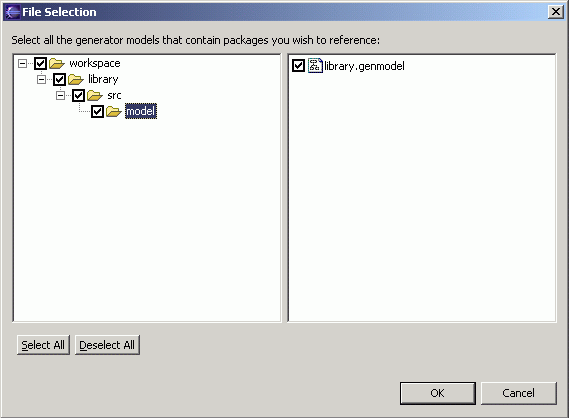 File Selection
Select all the generator models that contain packages you wish to reference:
workspace
library
src
model
library.genmodel
Select All
Deselect All
OK
Cancel